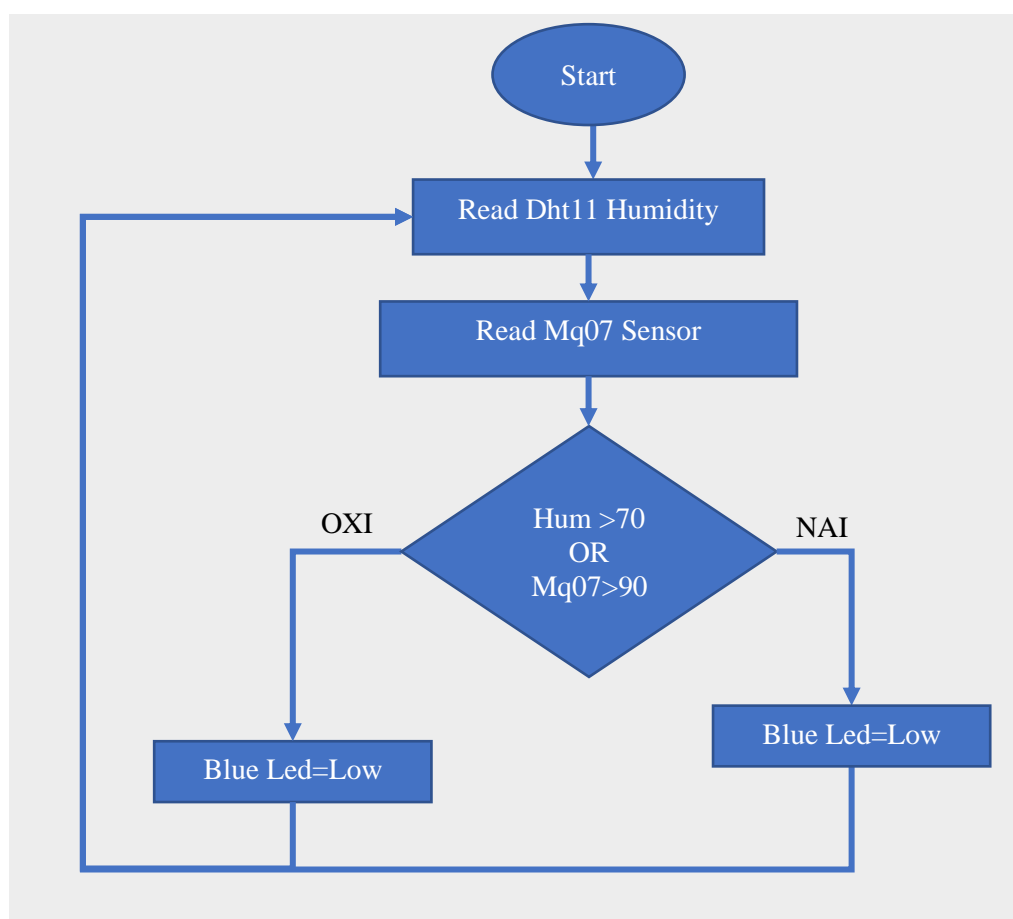 Start
Read Dht11 Humidity
Read Mq07 Sensor
OXI
Hum >70
OR
Mq07>90
NAI
Blue Led=Low
Blue Led=Low